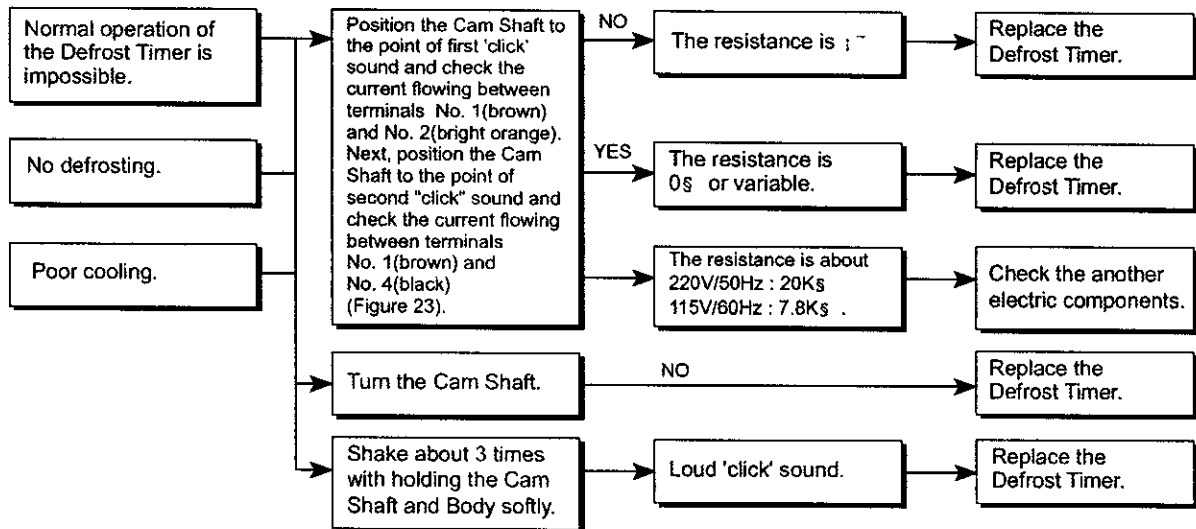 Normal operation of
the Defrost Timer is
impossible.
No defrosting.
Poor cooling.
Position the Cam Shaft to
the point of first 'click'
sound and check the
current flowing between
terminals No. 1(brown)
and No. 2(bright orange).
Next, position the Cam
Shaft to the point of
second "click" sound and
check the current flowing
between terminals
No. 1(brown) and
No. 4(black)
(Figure 23).
NO
The resistance is
Replace the
Defrost Timer.
YES
The resistance is
0§ or variable.
Replace the
Defrost Timer.
The resistance is about
220V/50Hz : 20K§
115V/60Hz : 7.8K§ .
Check the another
electric components.
Turn the Cam Shaft.
NO
Replace the
Defrost Timer.
Shake about 3 times
with holding the Cam
Shaft and Body softly.
Loud 'click' sound.
Replace the
Defrost Timer.